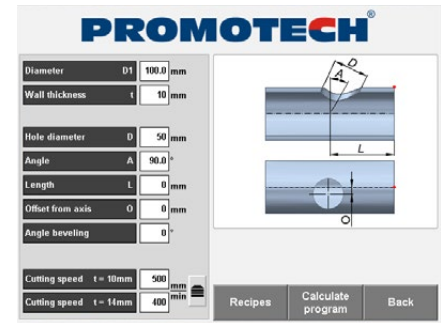 PROMOTECH®
Diameter D1 100.0 mm
Wall thickness t 10 mm
Hole diameter D 50 mm
Angle A 90.0 °
Length L 0 mm
Offset from axis O 0 mm
Angle beveling 0 °
Cutting speed t = 10mm 500 mm
Cutting speed t = 14mm 400 min
D
A
L
O
Recipes Calculate program Back